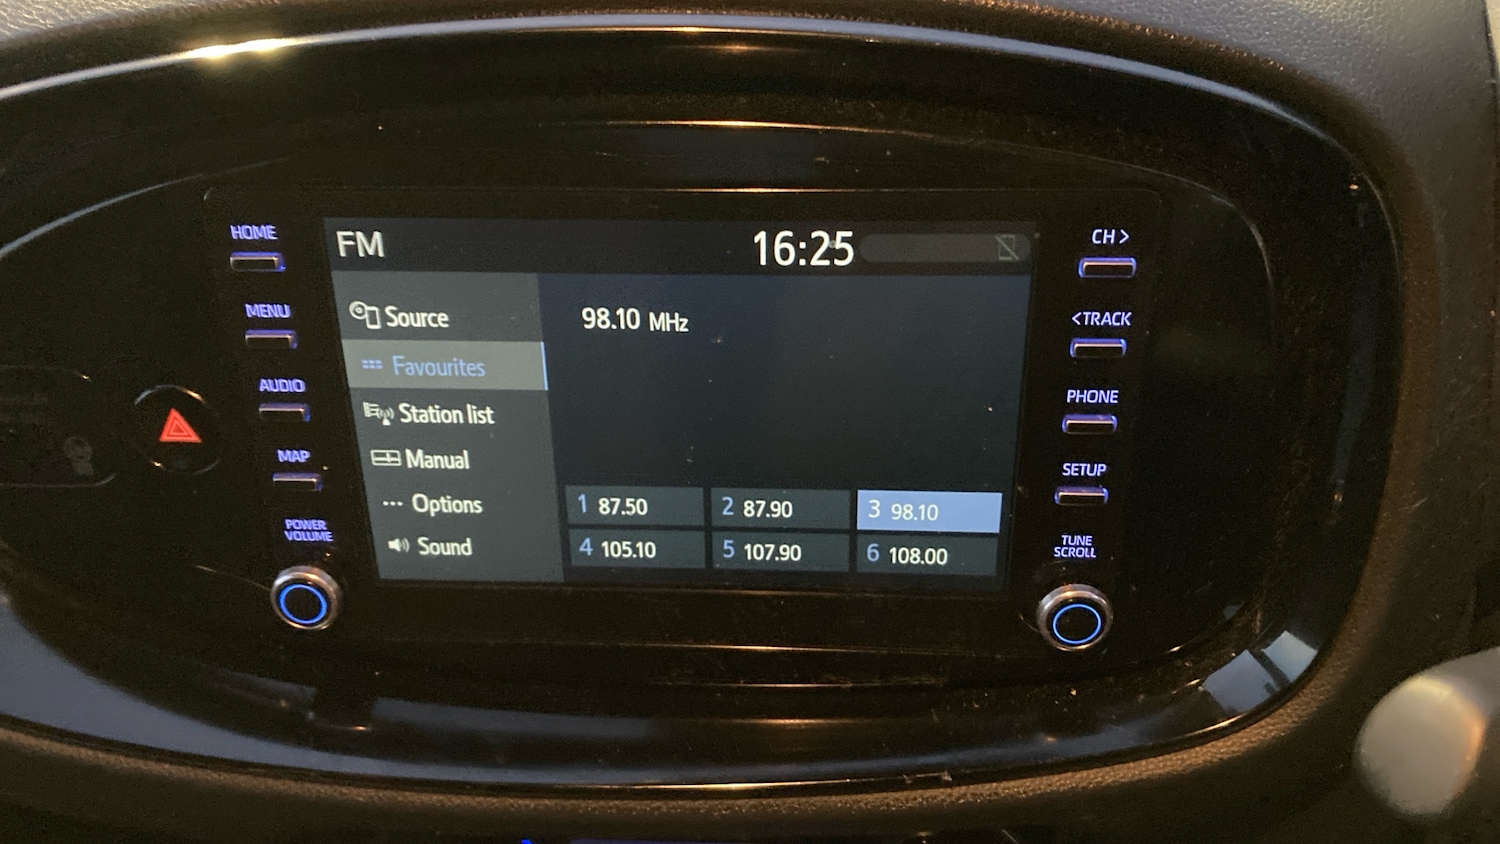 HOME
MENU
AUDIO
MAP
POWER
VOLUME
FM
16:25
Source
Favourites
Station list
Manual
Options
Sound
98.10 MHz
1 87.50
2 87.90
3 98.10
4 105.10
5 107.90
6 108.00
CH >
< TRACK
PHONE
SETUP
TUNE
SCROLL